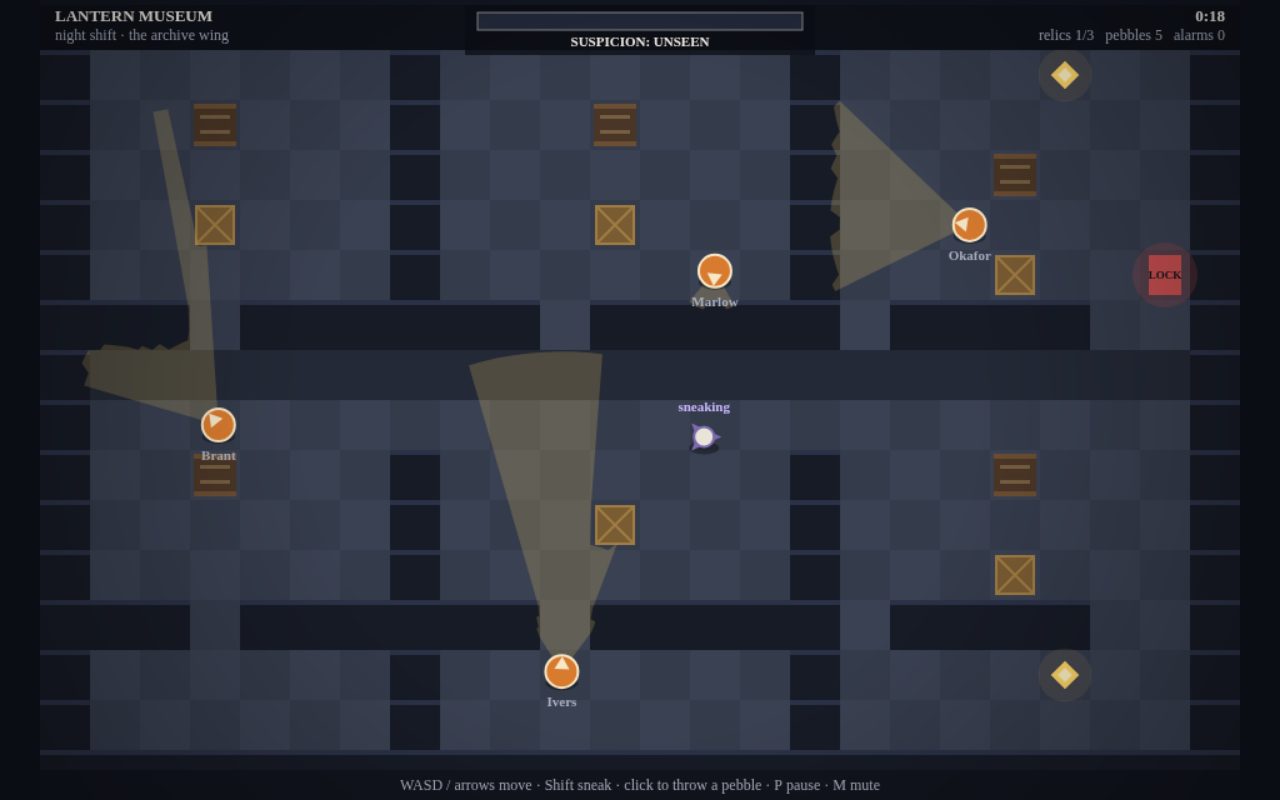 LANTERN MUSEUM
night shift · the archive wing
SUSPICION: UNSEEN
0:18
relics 1/3 pebbles 5 alarms 0
Okafor
LOCK
Marlow
sneaking
Brant
Ivers
WASD / arrows move · Shift sneak · click to throw a pebble · P pause · M mute